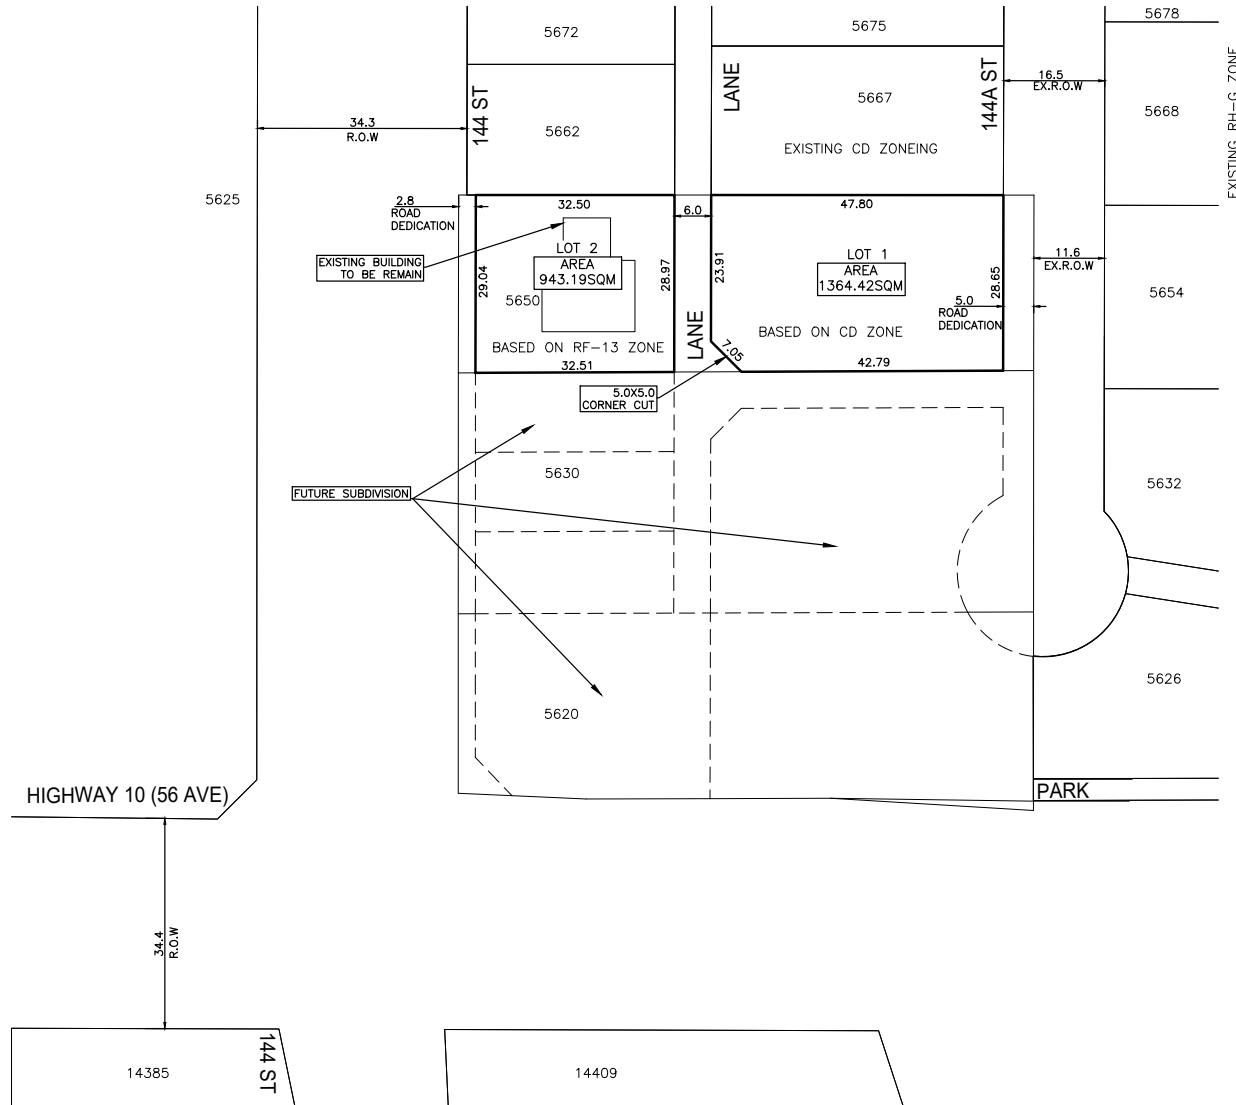 5672
5675
5678
LANE
144A ST
16.5
EX.R.O.W
EXISTING RH-G ZONE
5667
5668
144 ST
34.3
R.O.W
5662
EXISTING CD ZONEING
5625
2.8
ROAD
DEDICATION
32.50
6.0
47.80
EXISTING BUILDING
TO BE REMAIN
LOT 2
AREA
943.19SQM
29.04
28.97
5650
BASED ON RF-13 ZONE
32.51
LANE
23.91
LOT 1
AREA
1364.42SQM
28.65
11.6
EX.R.O.W
5.0
ROAD
DEDICATION
5654
BASED ON CD ZONE
7.05
42.79
5.0X5.0
CORNER CUT
FUTURE SUBDIVISION
5630
5632
5620
5626
HIGHWAY 10 (56 AVE)
PARK
34.4
R.O.W
14385
144 ST
14409